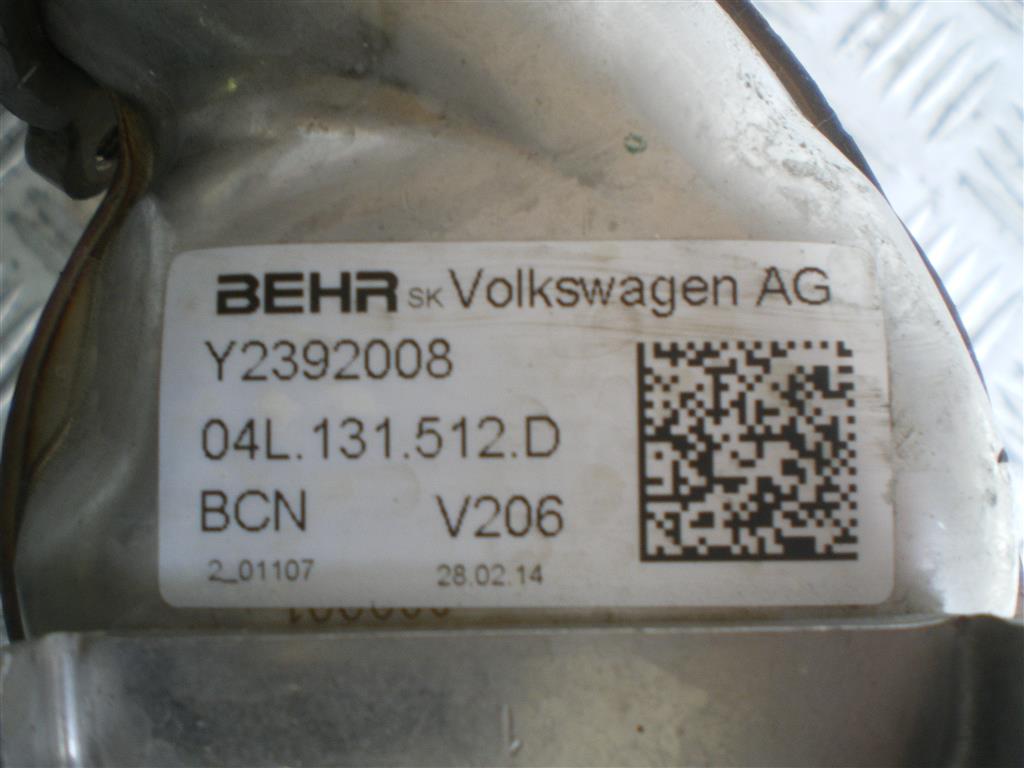 BEHR SK Volkswagen AG
Y2392008
04L.131.512.D
BCN V206
2_01107 28.02.14